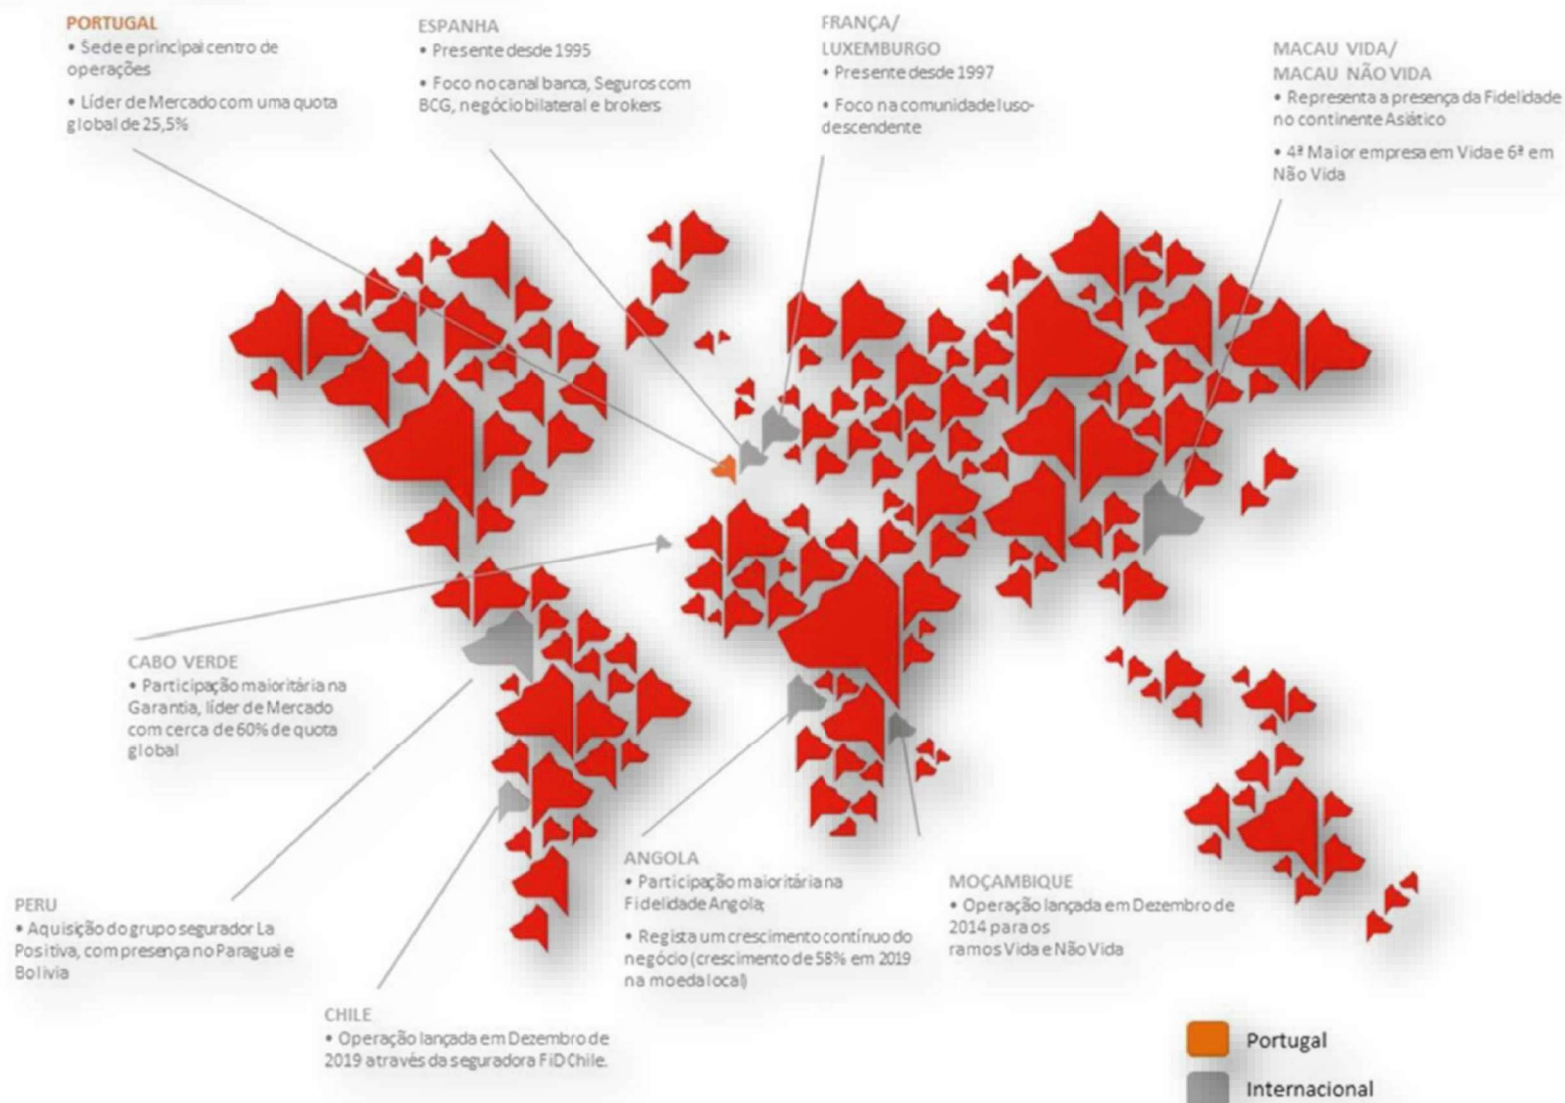 PORTUGAL
• Sede e principal centro de
operações
• Líder de Mercado com uma quota
global de 25,5%
ESPANHA
• Presente desde 1995
• Foco no canal banca, Seguros com
BCG, negócio bilateral e brokers
FRANÇA/
LUXEMBURGO
• Presente desde 1997
• Foco na comunidade luso-
descendente
MACAU VIDA/
MACAU NÃO VIDA
• Representa a presença da Fidelidade
no continente Asiático
• 4ª Maior empresa em Vida e 6ª em
Não Vida
CABO VERDE
• Participação maioritária na
Garantia, líder de Mercado
com cerca de 60% de quota
global
PERU
• Aquisição do grupo segurador La
Positiva, com presença no Paraguai e
Bolivia
CHILE
• Operação lançada em Dezembro de
2019 através da seguradora FiD Chile.
ANGOLA
• Participação maioritária na
Fidelidade Angola;
• Regista um crescimento contínuo do
negócio (crescimento de 58% em 2019
na moeda local)
MOÇAMBIQUE
• Operação lançada em Dezembro de
2014 para os
ramos Vida e Não Vida
Portugal
Internacional